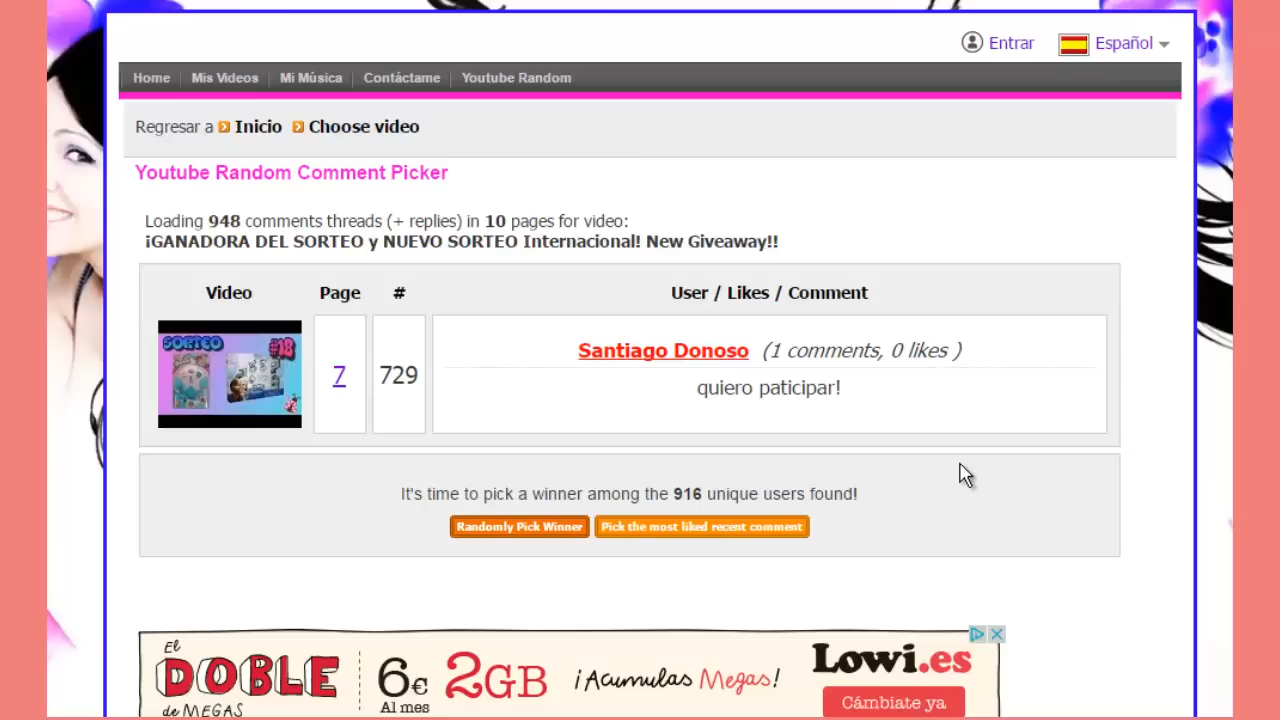 Entrar
Español
Home
Mis Videos
Mi Música
Contáctame
Youtube Random
Regresar a Inicio Choose video
Youtube Random Comment Picker
Loading 948 comments threads (+ replies) in 10 pages for video:
¡GANADORA DEL SORTEO y NUEVO SORTEO Internacional! New Giveaway!!
Video
Page
#
User / Likes / Comment
SORTEO #18
7
729
Santiago Donoso (1 comments, 0 likes )
quiero paticipar!
It's time to pick a winner among the 916 unique users found!
Randomly Pick Winner
Pick the most liked recent comment
El
DOBLE
de MEGAS
6€
Al mes
2GB
¡Acumulas Megas!
Lowi.es
Cámbiate ya